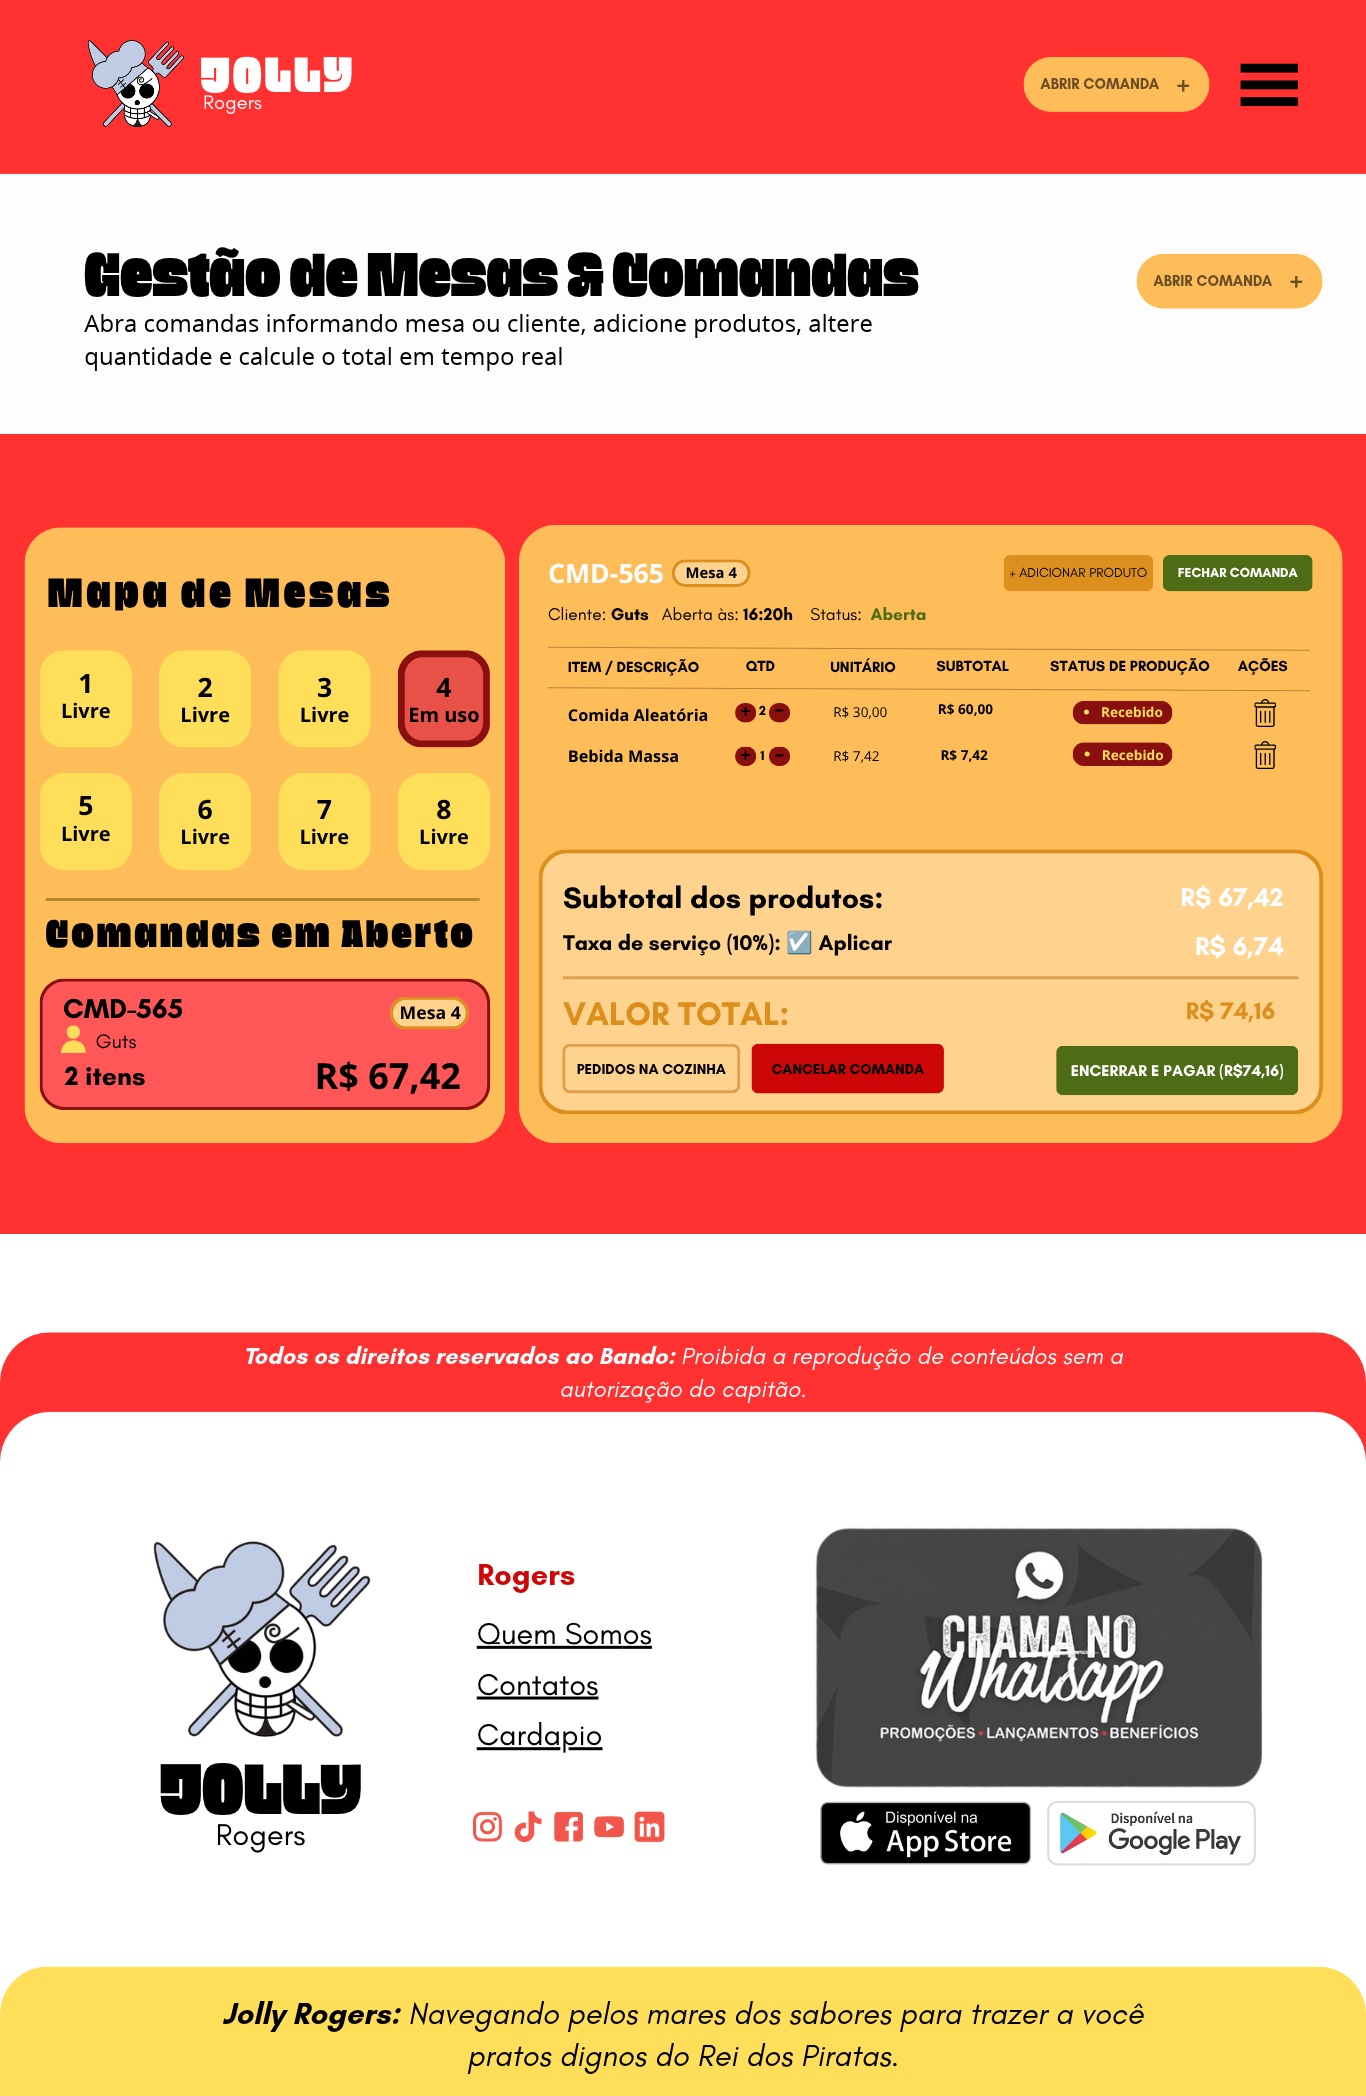 JOLLY
Rogers
ABRIR COMANDA +
Gestão de Mesas & Comandas
Abra comandas informando mesa ou cliente, adicione produtos, altere
quantidade e calcule o total em tempo real
ABRIR COMANDA +
Mapa de Mesas
1 2 3 4
Livre Livre Livre Em uso
5 6 7 8
Livre Livre Livre Livre
Comandas em Aberto
CMD-565 Mesa 4
Guts
2 itens R$ 67,42
CMD-565 Mesa 4 + ADICIONAR PRODUTO FECHAR COMANDA
Cliente: Guts Aberta às: 16:20h Status: Aberta
ITEM / DESCRIÇÃO QTD UNITÁRIO SUBTOTAL STATUS DE PRODUÇÃO AÇÕES
Comida Aleatória + 2 - R$ 30,00 R$ 60,00 • Recebido
Bebida Massa + 1 - R$ 7,42 R$ 7,42 • Recebido
Subtotal dos produtos: R$ 67,42
Taxa de serviço (10%): ☑ Aplicar R$ 6,74
VALOR TOTAL: R$ 74,16
PEDIDOS NA COZINHA CANCELAR COMANDA ENCERRAR E PAGAR (R$74,16)
Todos os direitos reservados ao Bando: Proibida a reprodução de conteúdos sem a
autorização do capitão.
JOLLY
Rogers
Rogers
Quem Somos
Contatos
Cardapio
CHAMA NO
Whatsapp
PROMOÇÕES • LANÇAMENTOS • BENEFÍCIOS
Disponível na
App Store
Disponível na
Google Play
Jolly Rogers: Navegando pelos mares dos sabores para trazer a você
pratos dignos do Rei dos Piratas.